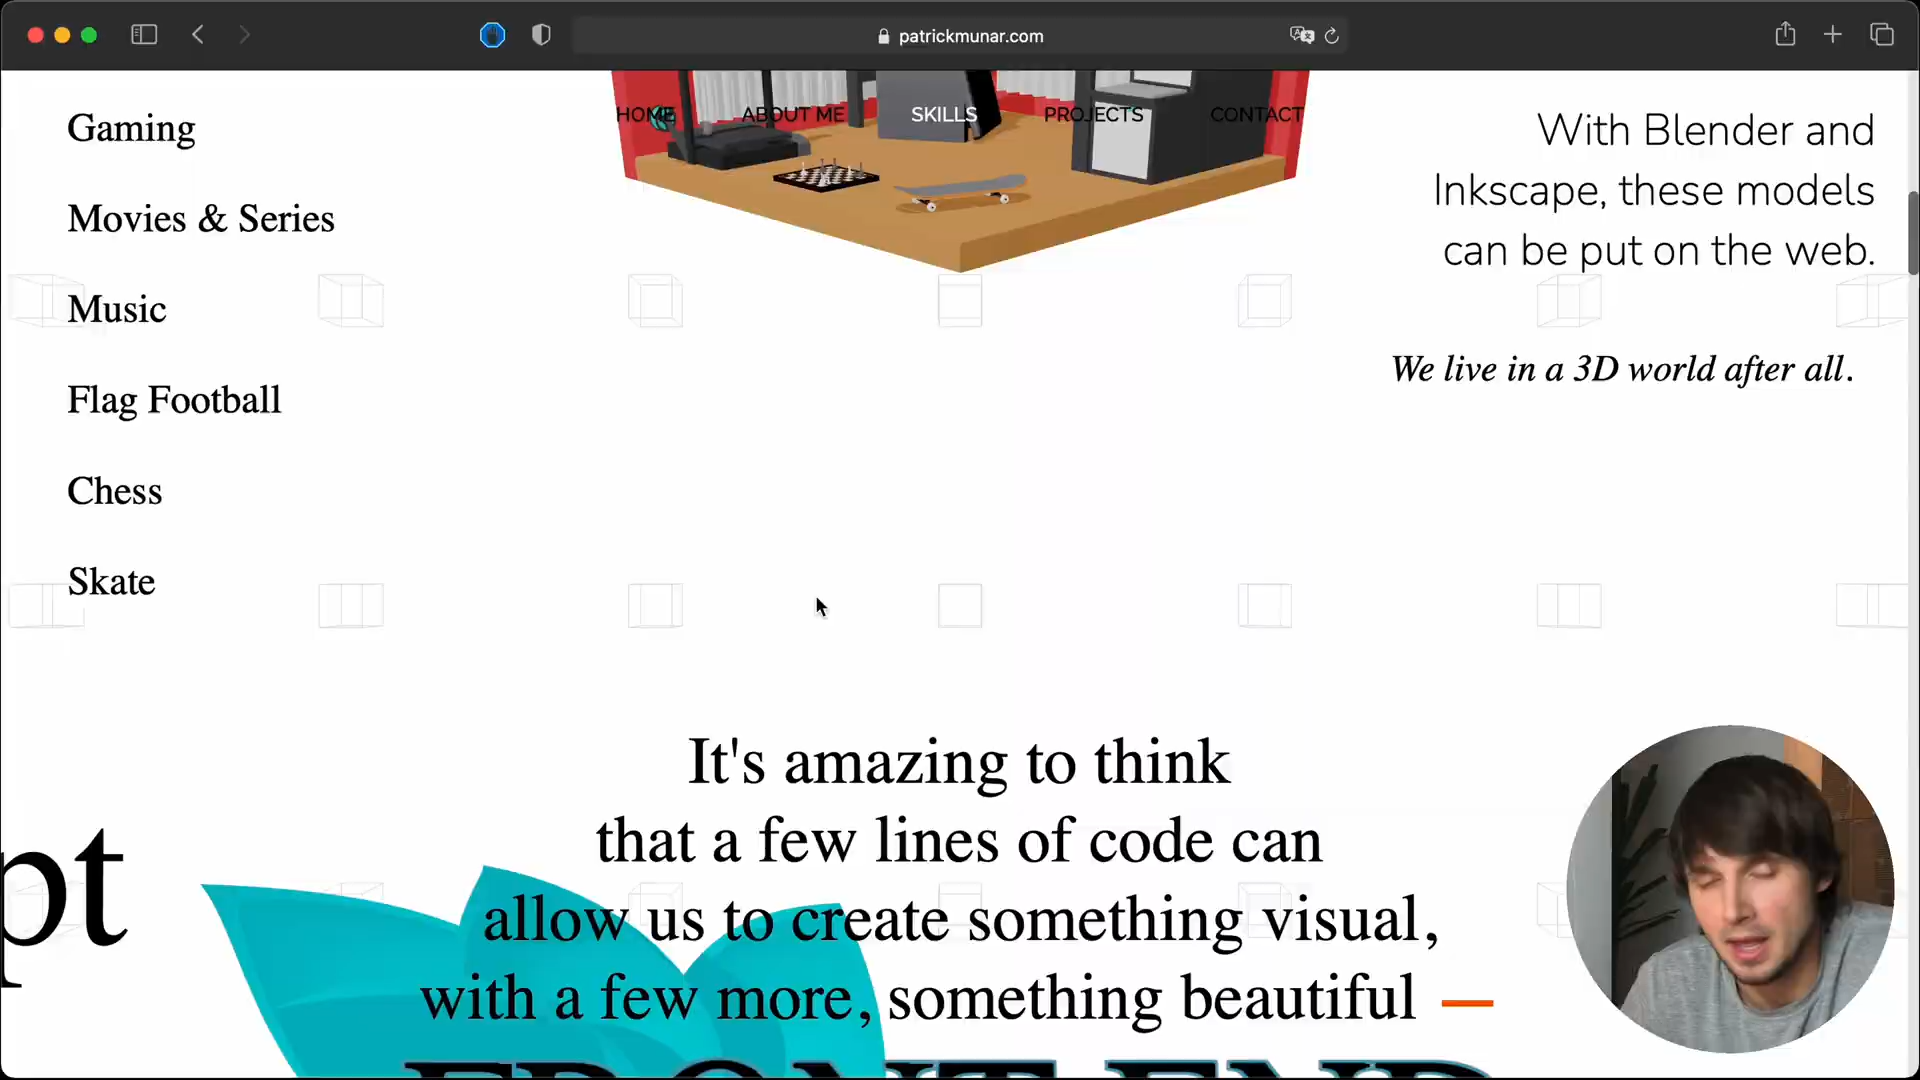 patrickmunar.com
HOME ABOUT ME SKILLS PROJECTS CONTACT
Gaming
Movies & Series
Music
Flag Football
Chess
Skate
With Blender and
Inkscape, these models
can be put on the web.
We live in a 3D world after all.
It's amazing to think
that a few lines of code can
allow us to create something visual,
with a few more, something beautiful —
pt
FRONT-END